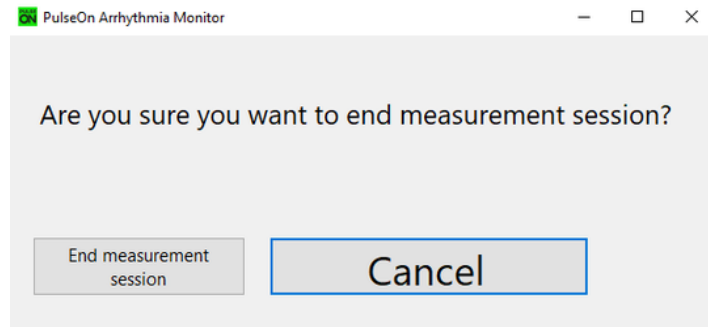 PULSE
ON
PulseOn Arrhythmia Monitor
Are you sure you want to end measurement session?
End measurement
session
Cancel